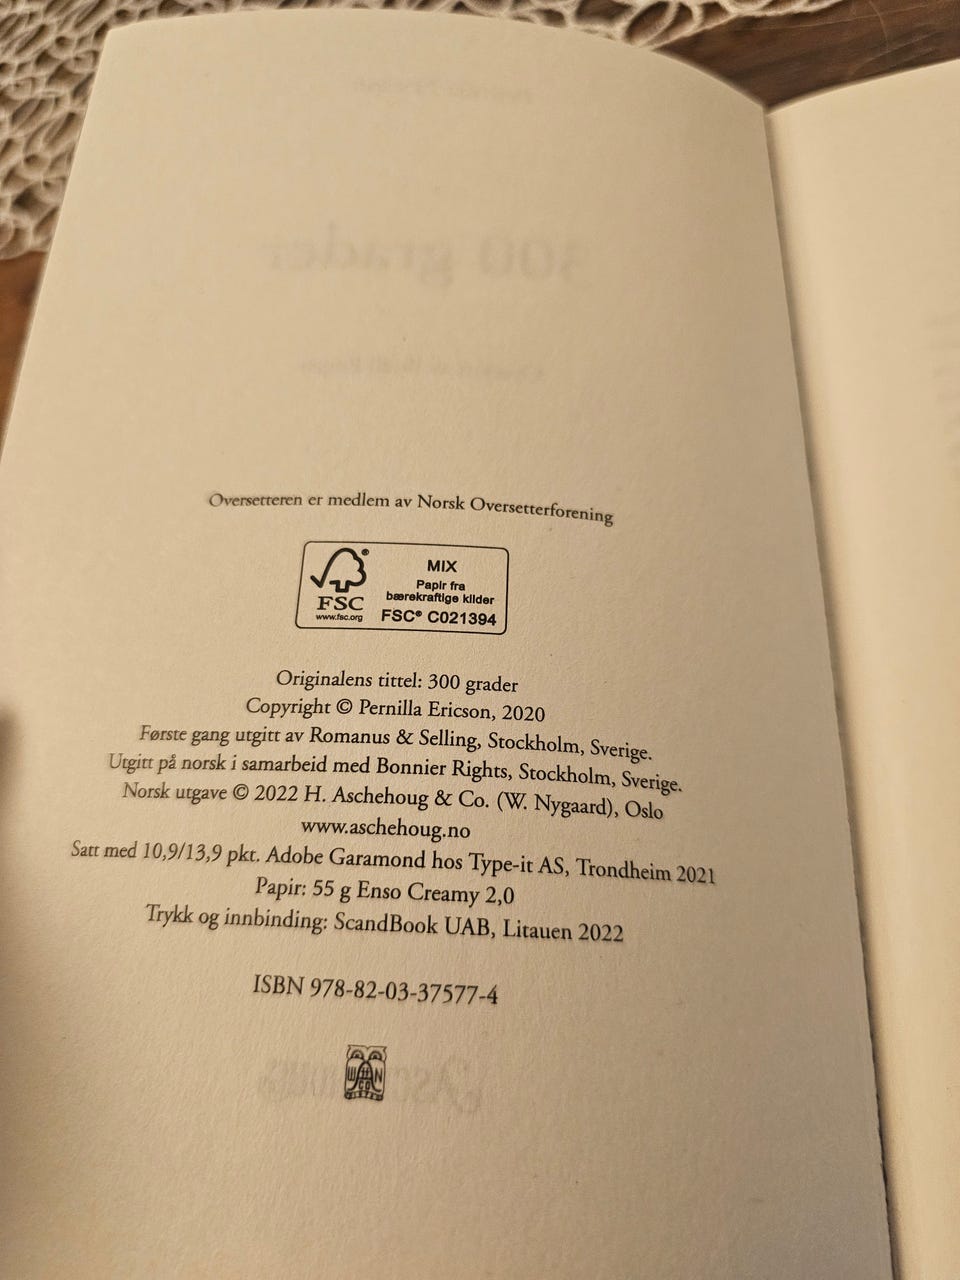 300 grader
Oversetteren er medlem av Norsk Oversetterforening
FSC
www.fsc.org
MIX
Papir fra
bærekraftige kilder
FSC® C021394
Originalens tittel: 300 grader
Copyright © Pernilla Ericson, 2020
Første gang utgitt av Romanus & Selling, Stockholm, Sverige.
Utgitt på norsk i samarbeid med Bonnier Rights, Stockholm, Sverige.
Norsk utgave © 2022 H. Aschehoug & Co. (W. Nygaard), Oslo
www.aschehoug.no
Satt med 10,9/13,9 pkt. Adobe Garamond hos Type-it AS, Trondheim 2021
Papir: 55 g Enso Creamy 2,0
Trykk og innbinding: ScandBook UAB, Litauen 2022
ISBN 978-82-03-37577-4